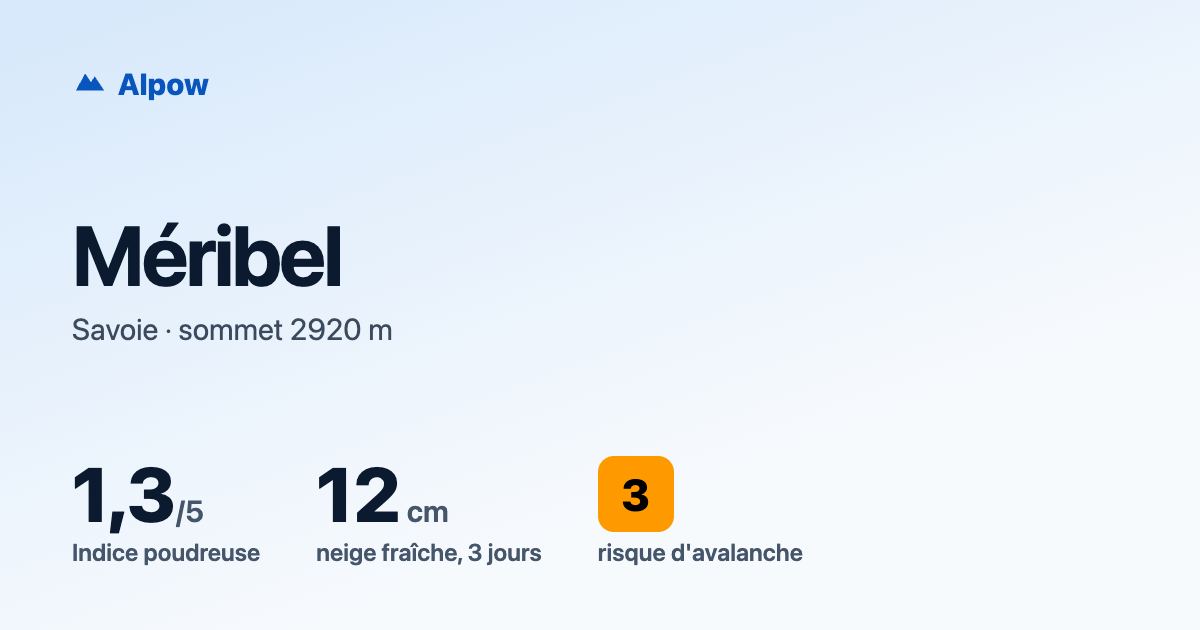 Alpow
Méribel
Savoie · sommet 2920 m
1,3/5
Indice poudreuse
12 cm
neige fraîche, 3 jours
3
risque d'avalanche